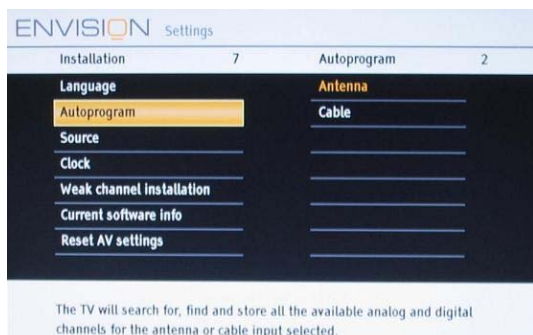 ENVISION Settings
Installation 7 Autoprogram 2
Language Antenna
Autoprogram Cable
Source
Clock
Weak channel installation
Current software info
Reset AV settings
The TV will search for, find and store all the available analog and digital
channels for the antenna or cable input selected.